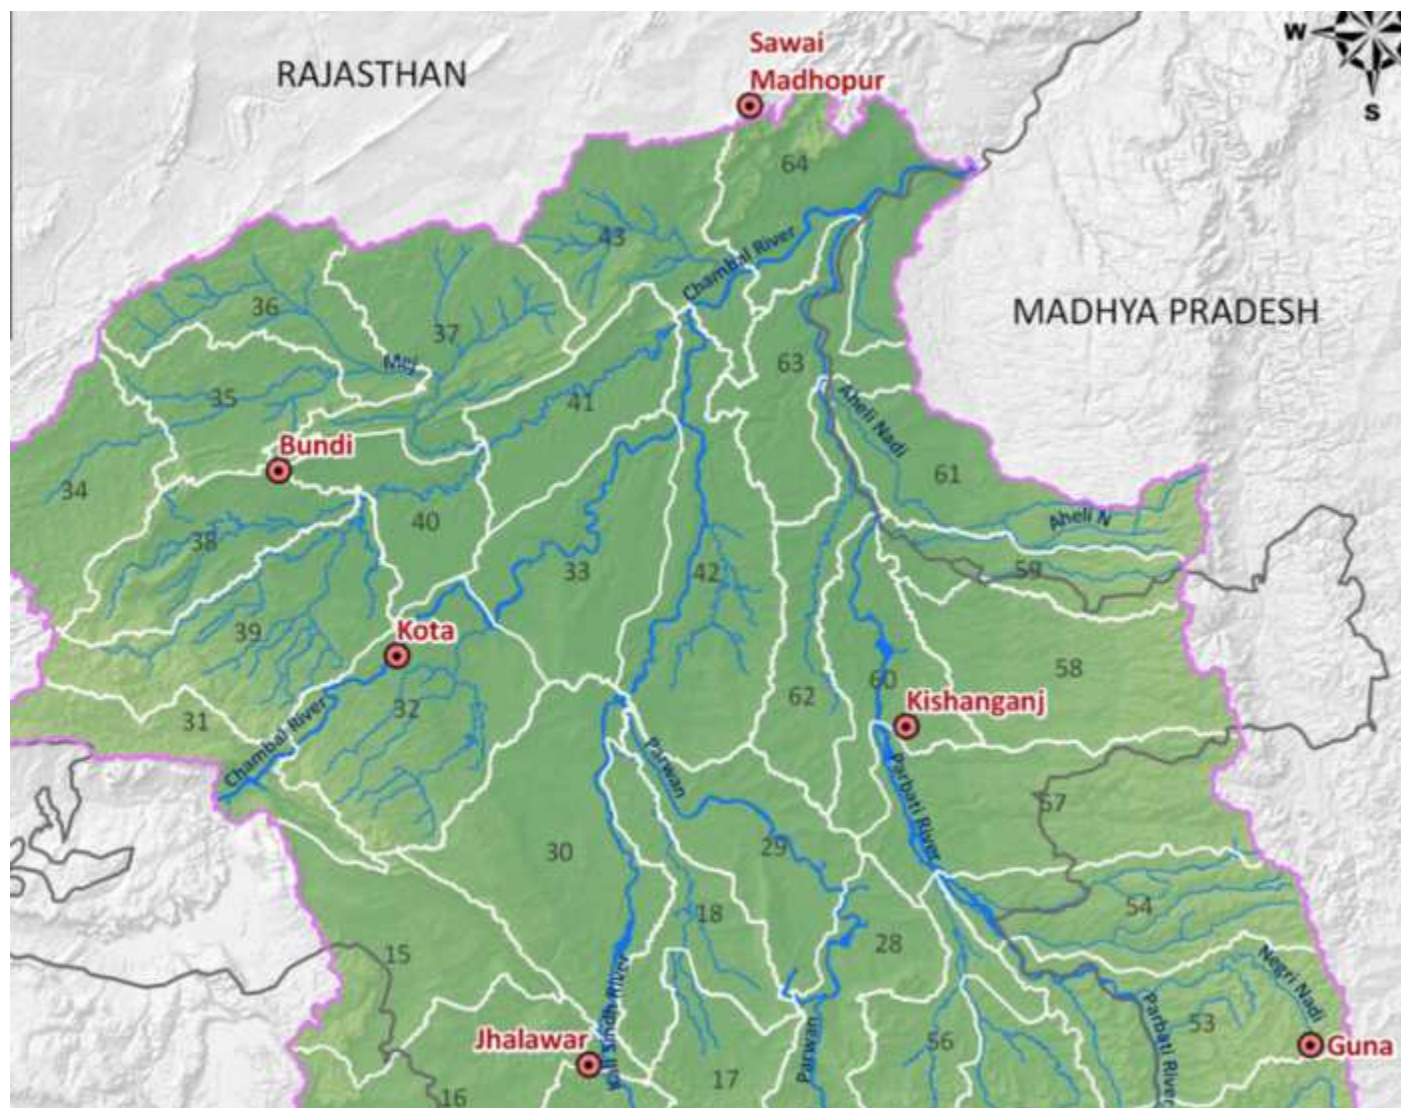 Sawai
Madhopur
RAJASTHAN
W
S
64
43
Chambal River
36
37
MADHYA PRADESH
Mej
63
35
41
Aheli Nadi
Bundi
34
61
40
Aheli N
38
33
42
59
39
Kota
58
60
62
31
32
Kishanganj
Chambal River
Parwan
Parbati River
57
30
29
54
18
28
15
Negri Nadi
Kali Sindh River
Parbati River
53
Jhalawar
Parwan
56
Guna
17
16